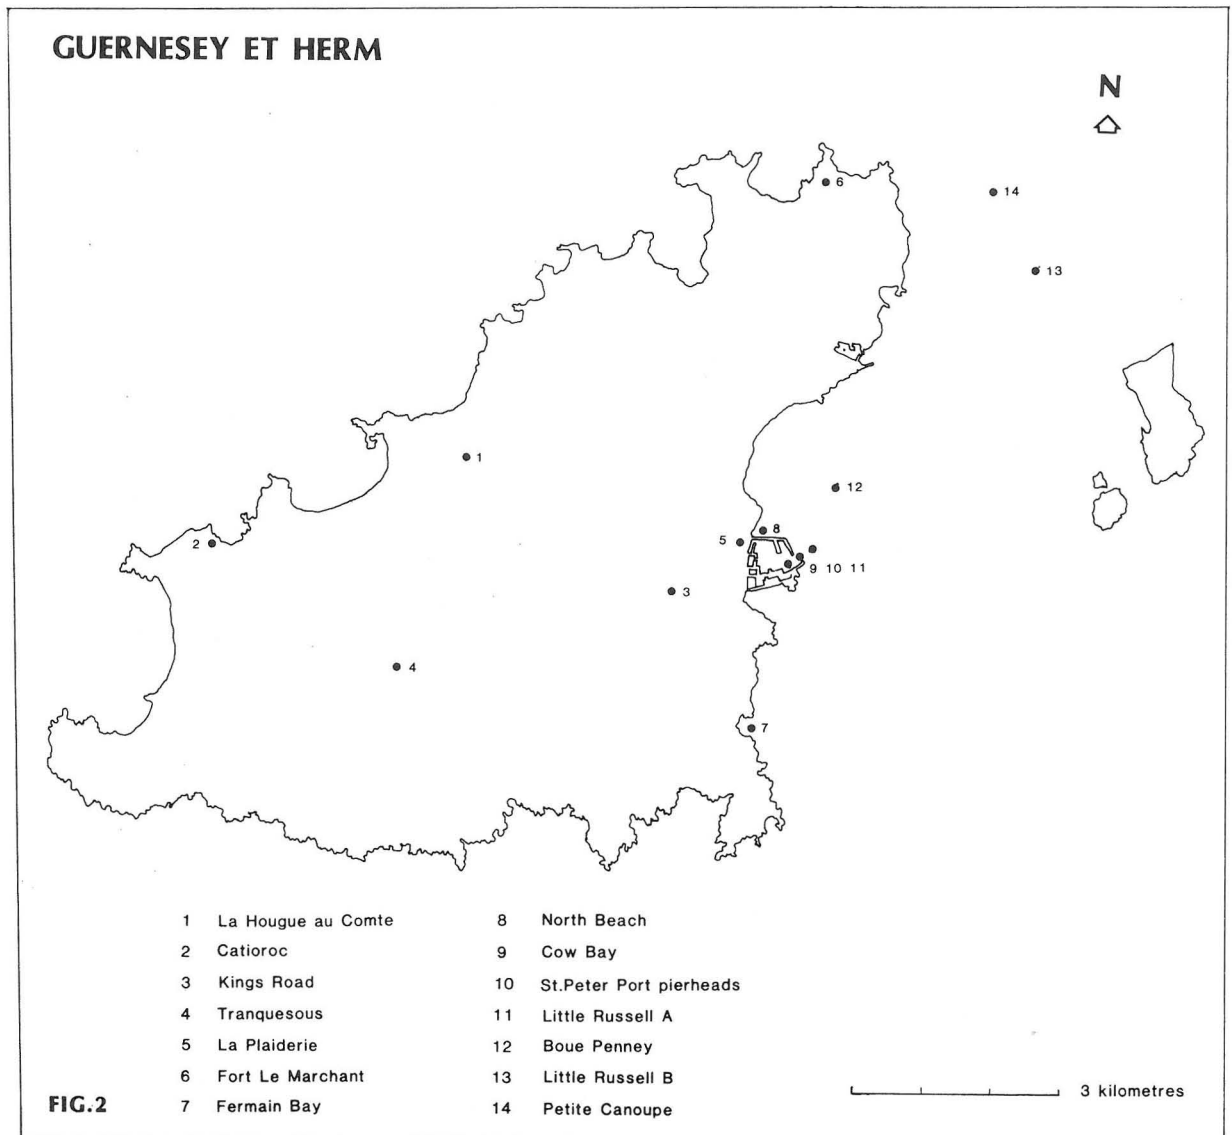 GUERNESEY ET HERM
N
6
14
13
1
12
2
5
8
9 10 11
3
4
7
1 La Hougue au Comte
2 Catioroc
3 Kings Road
4 Tranquesous
5 La Plaiderie
6 Fort Le Marchant
7 Fermain Bay
8 North Beach
9 Cow Bay
10 St.Peter Port pierheads
11 Little Russell A
12 Boue Penney
13 Little Russell B
14 Petite Canoupe
3 kilometres
FIG.2